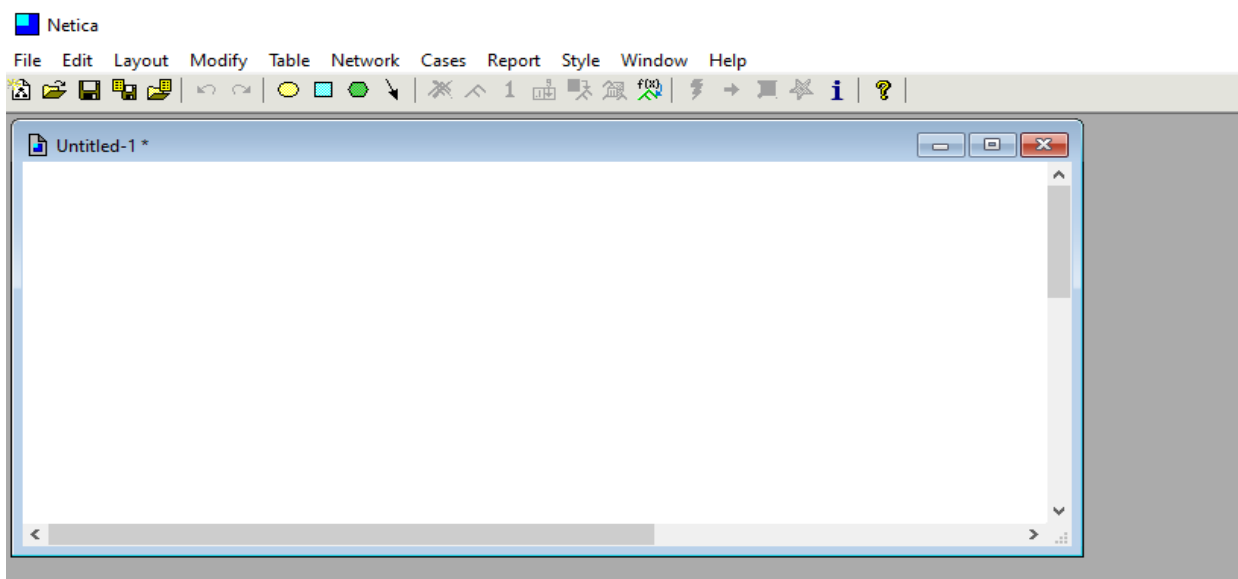 Netica
File Edit Layout Modify Table Network Cases Report Style Window Help
1 f(x) i ?
Untitled-1 *